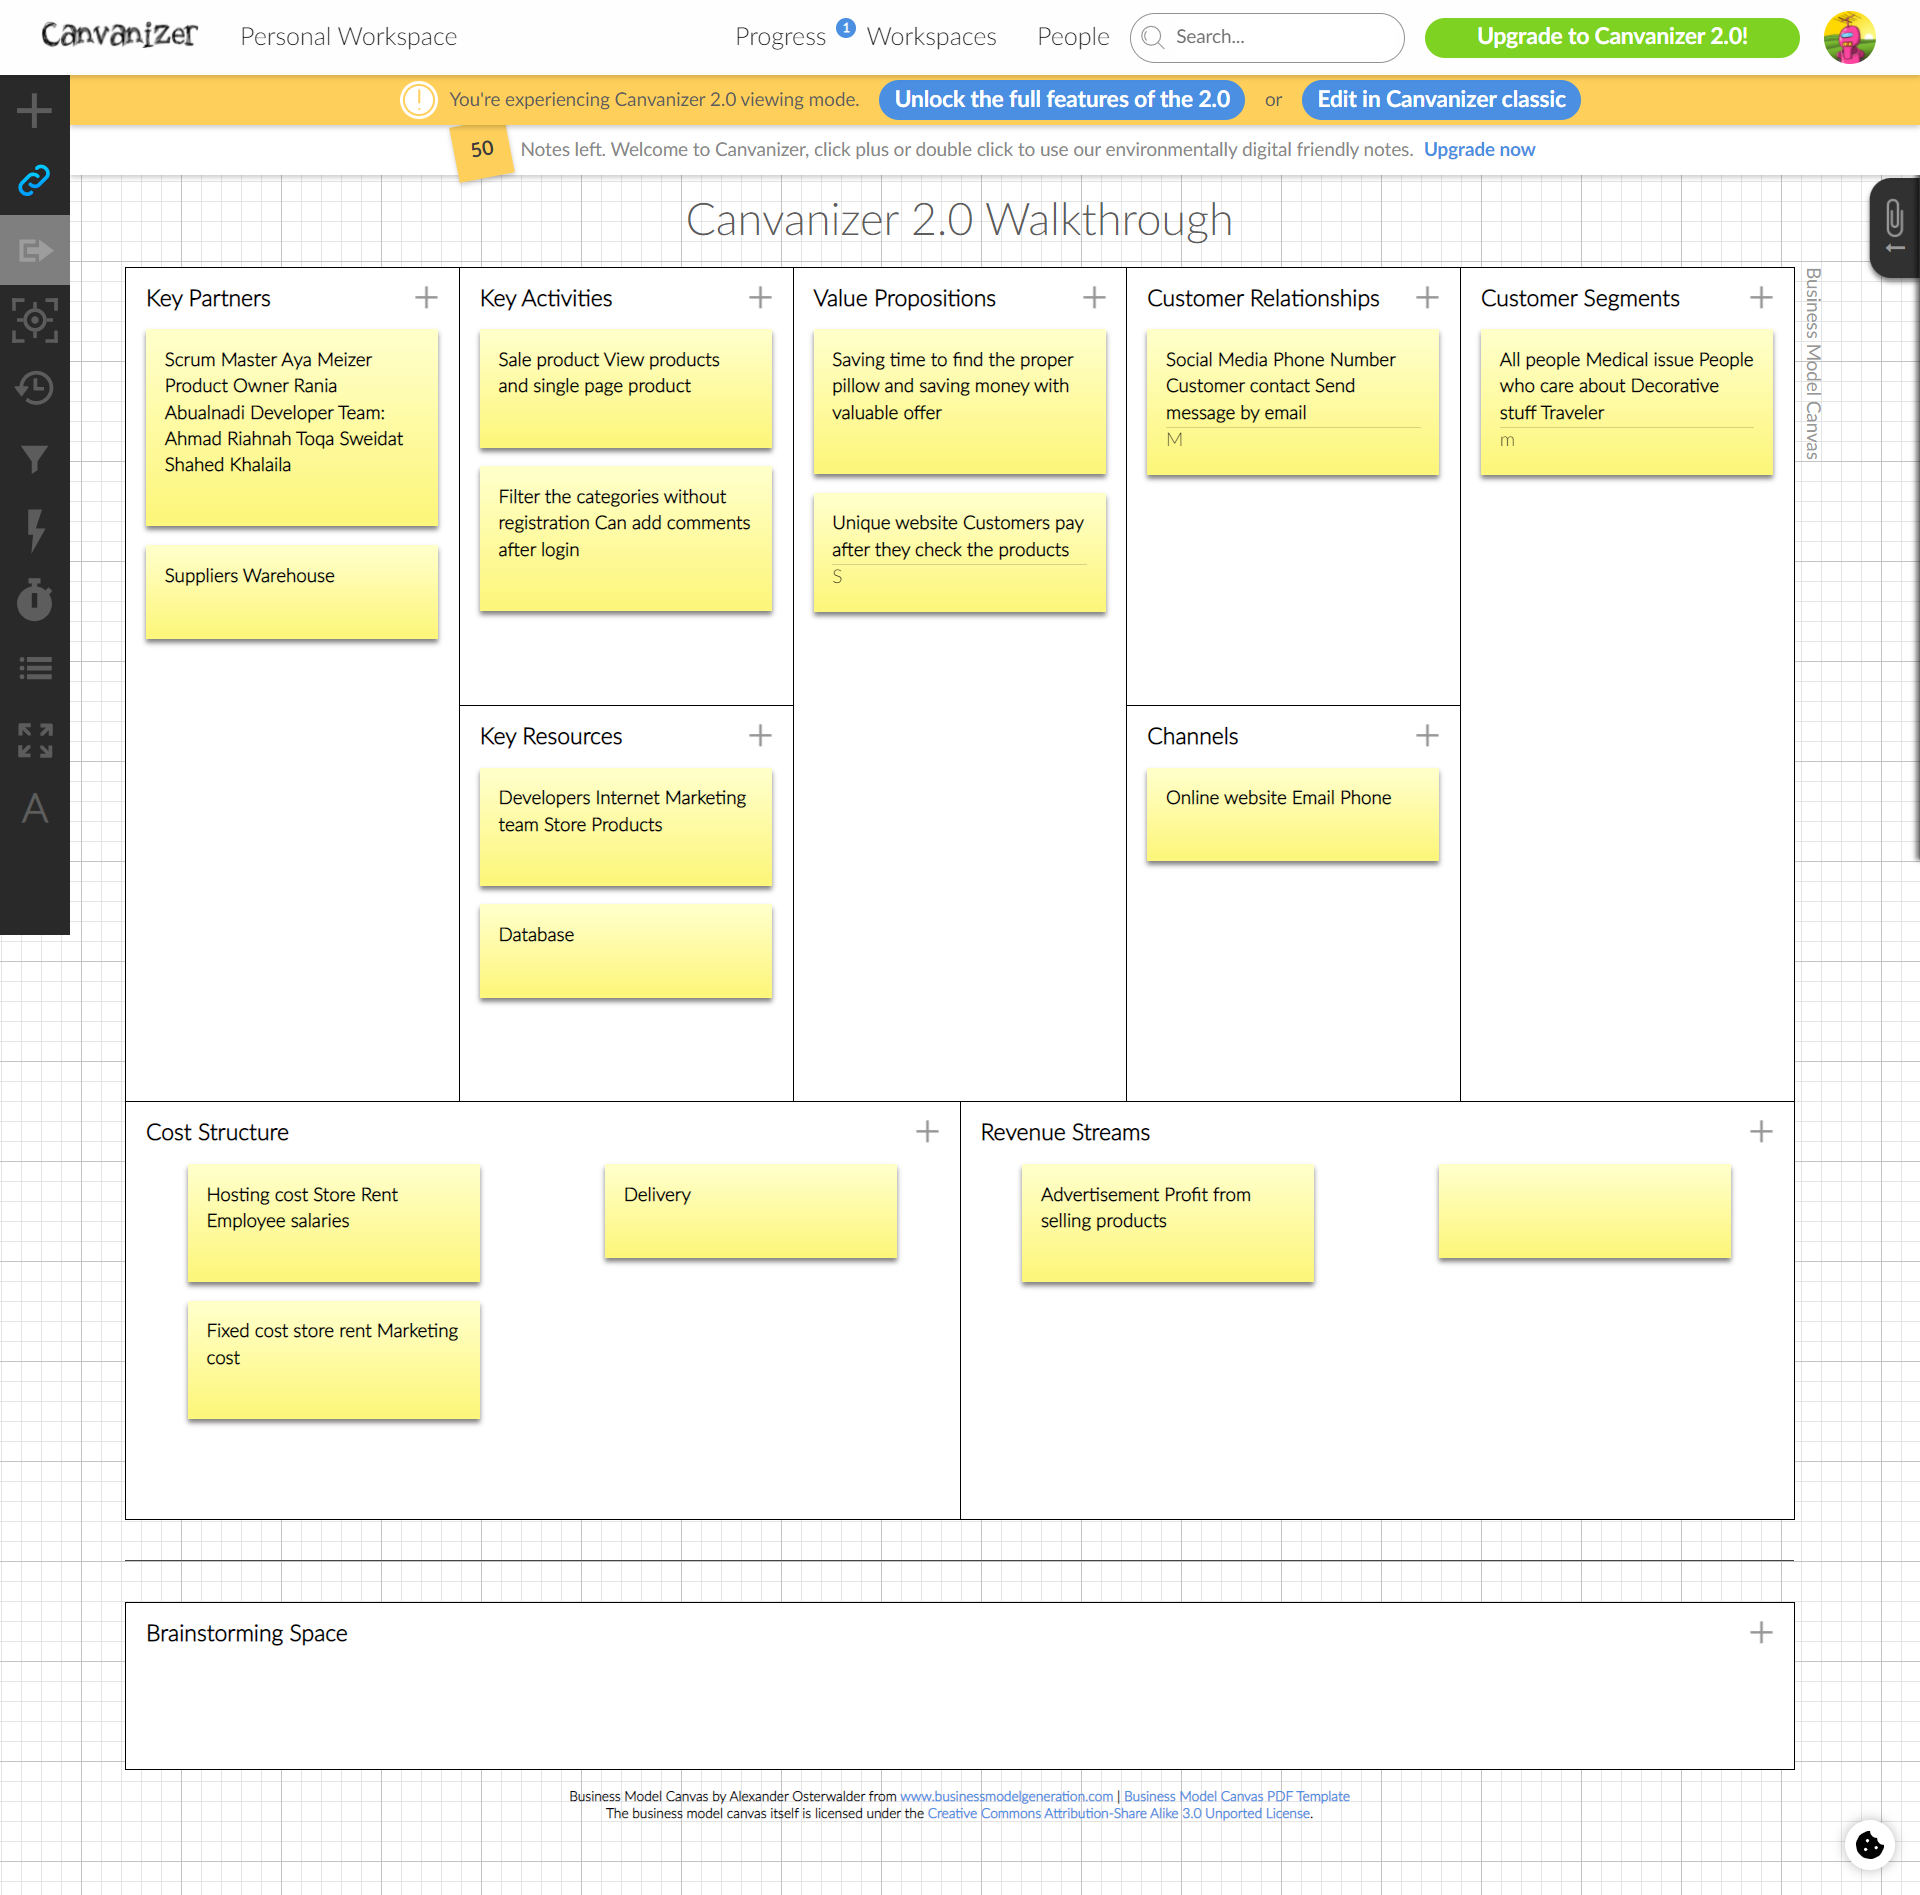 Canvanizer
Personal Workspace
Progress 1
Workspaces
People
Search...
Upgrade to Canvanizer 2.0!
You're experiencing Canvanizer 2.0 viewing mode.
Unlock the full features of the 2.0
or
Edit in Canvanizer classic
50
Notes left. Welcome to Canvanizer, click plus or double click to use our environmentally digital friendly notes. Upgrade now
Canvanizer 2.0 Walkthrough
Business Model Canvas
Key Partners
Scrum Master Aya Meizer
Product Owner Rania
Abualnadi Developer Team:
Ahmad Riahnah Toqa Sweidat
Shahed Khalaila
Suppliers Warehouse
Key Activities
Sale product View products
and single page product
Filter the categories without
registration Can add comments
after login
Key Resources
Developers Internet Marketing
team Store Products
Database
Value Propositions
Saving time to find the proper
pillow and saving money with
valuable offer
Unique website Customers pay
after they check the products
S
Customer Relationships
Social Media Phone Number
Customer contact Send
message by email
M
Channels
Online website Email Phone
Customer Segments
All people Medical issue People
who care about Decorative
stuff Traveler
m
Cost Structure
Hosting cost Store Rent
Employee salaries
Delivery
Fixed cost store rent Marketing
cost
Revenue Streams
Advertisement Profit from
selling products
Brainstorming Space
Business Model Canvas by Alexander Osterwalder from www.businessmodelgeneration.com | Business Model Canvas PDF Template
The business model canvas itself is licensed under the Creative Commons Attribution-Share Alike 3.0 Unported License.
A